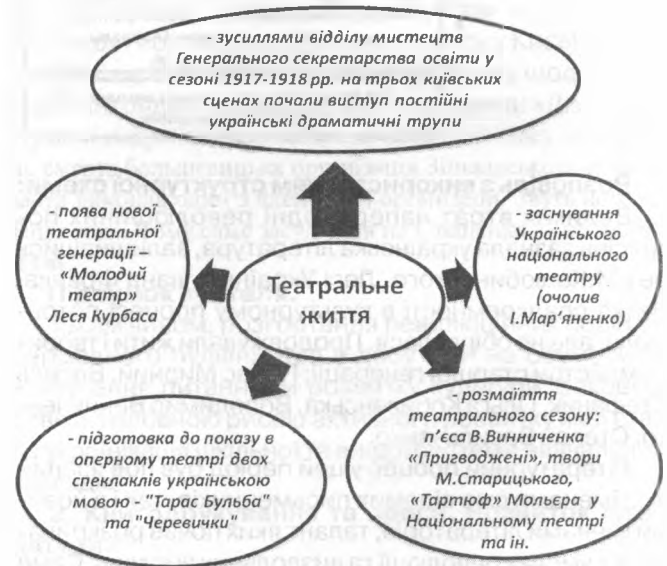 - зусиллями відділу мистецтв
Генерального секретарства освіти у
сезоні 1917-1918 рр. на трьох київських
сценах почали виступ постійні
українські драматичні трупи
- поява нової
театральної
генерації –
«Молодий
театр»
Леся Курбаса
Театральне
життя
- заснування
Українського
національного
театру
(очолив
І.Мар'яненко)
- підготовка до показу в
оперному театрі двох
спектаклів українською
мовою - "Тарас Бульба"
та "Черевички"
- розмаїття
театрального сезону:
п'єса В.Винниченка
«Пригвожденні», твори
М.Старицького,
«Тартюф» Мольєра у
Національному театрі
та ін.